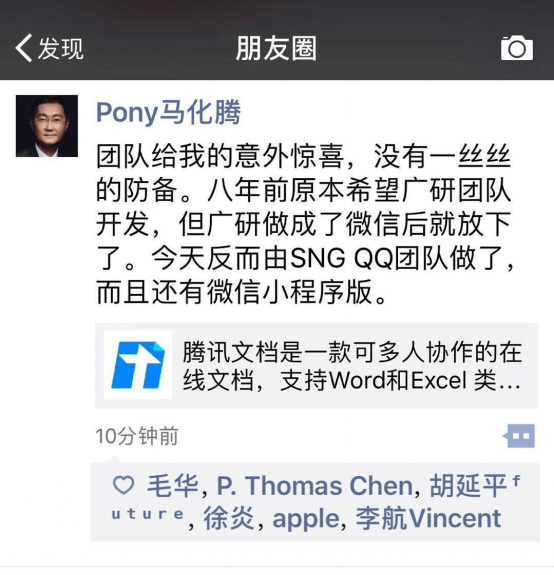 发现
朋友圈
Pony马化腾
团队给我的意外惊喜，没有一丝丝
的防备。八年前原本希望广研团队
开发，但广研做成了微信后就放下
了。今天反而由SNG QQ团队做了，
而且还有微信小程序版。
腾讯文档是一款可多人协作的在
线文档，支持Word和Excel 类...
10分钟前
毛华, P. Thomas Chen, 胡延平ᶠ
ᵘᵗᵘʳᵉ, 徐炎, apple, 李航Vincent